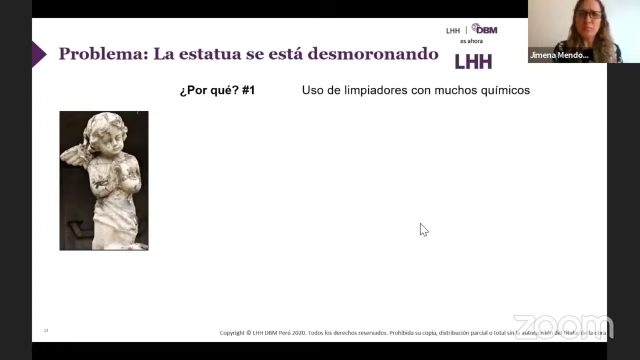 LHH | DBM
es ahora
LHH
Jimena Mendo...
Problema: La estatua se está desmoronando
¿Por qué? #1 Uso de limpiadores con muchos químicos
Copyright © LHH DBM Perú 2020. Todos los derechos reservados. Prohibida su copia, distribución parcial o total sin la
zoom